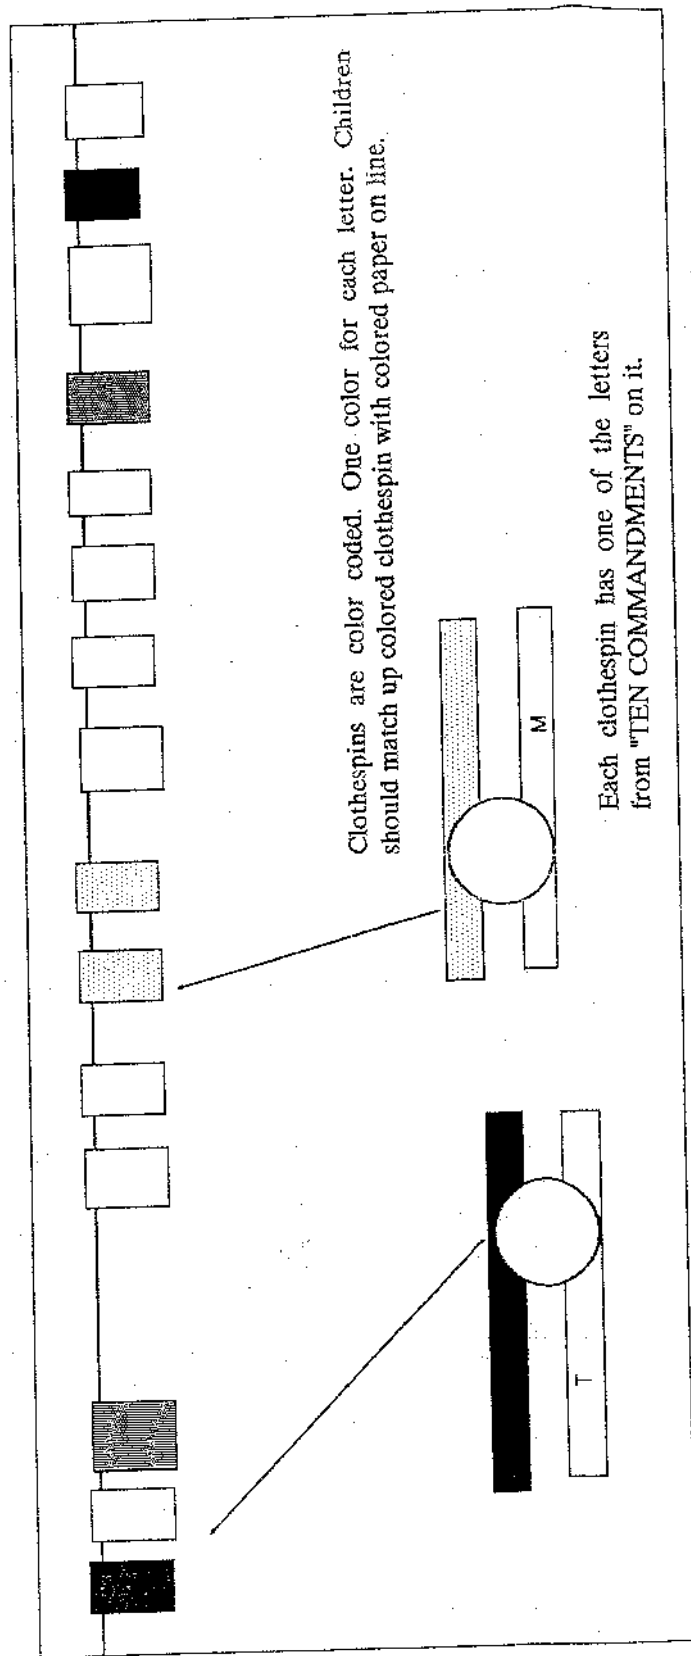 Clothespins are color coded. One color for each letter. Children
should match up colored clothespin with colored paper on line.
M
T
Each clothespin has one of the letters
from "TEN COMMANDMENTS" on it.